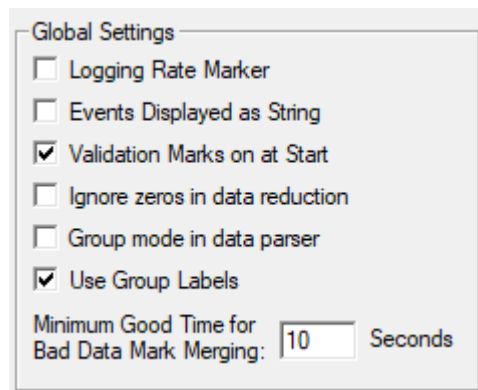 Global Settings
Logging Rate Marker
Events Displayed as String
Validation Marks on at Start
Ignore zeros in data reduction
Group mode in data parser
Use Group Labels
Minimum Good Time for
Bad Data Mark Merging: 10 Seconds